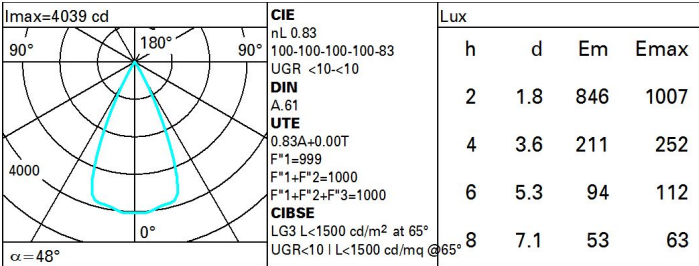 Imax=4039 cd
90°
180°
90°
4000
0°
α=48°
CIE
nL 0.83
100-100-100-100-83
UGR <10-<10
DIN
A.61
UTE
0.83A+0.00T
F"1=999
F"1+F"2=1000
F"1+F"2+F"3=1000
CIBSE
LG3 L<1500 cd/m² at 65°
UGR<10 | L<1500 cd/mq @65°
Lux
h d Em Emax
2 1.8 846 1007
4 3.6 211 252
6 5.3 94 112
8 7.1 53 63